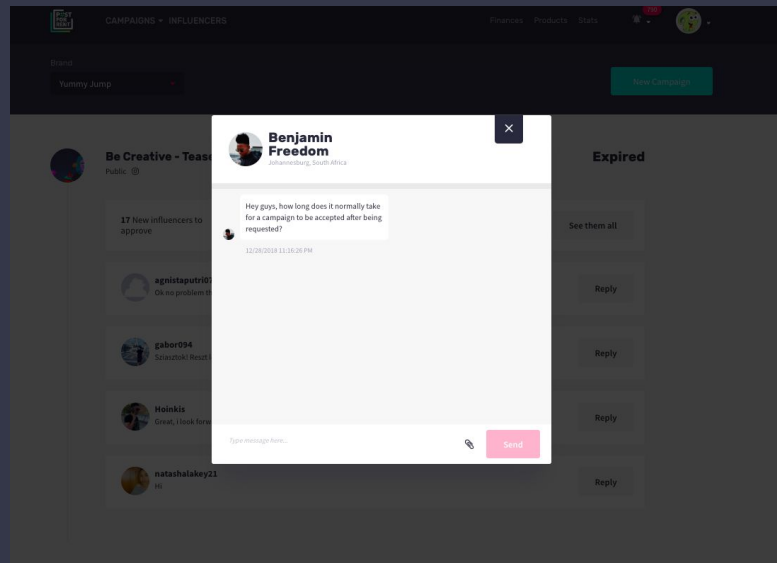 POST
FOR
VENT
CAMPAIGNS
INFLUENCERS
Finances
Products
Stats
Brand
Yummy Jump
New Campaign
Be Creative - Tease
Public
Expired
17 New influencers to
approve
See them all
Ok no problem
Reply
gabor094
Sziasztok!
Reply
Hoinkis
Great, i look
Reply
natashalakey21
Hi
Reply
Benjamin
Freedom
Johannesburg, South Africa
Hey guys, how long does it normally take
for a campaign to be accepted after being
requested?
12/28/2018 11:16:26 PM
Type message here...
Send